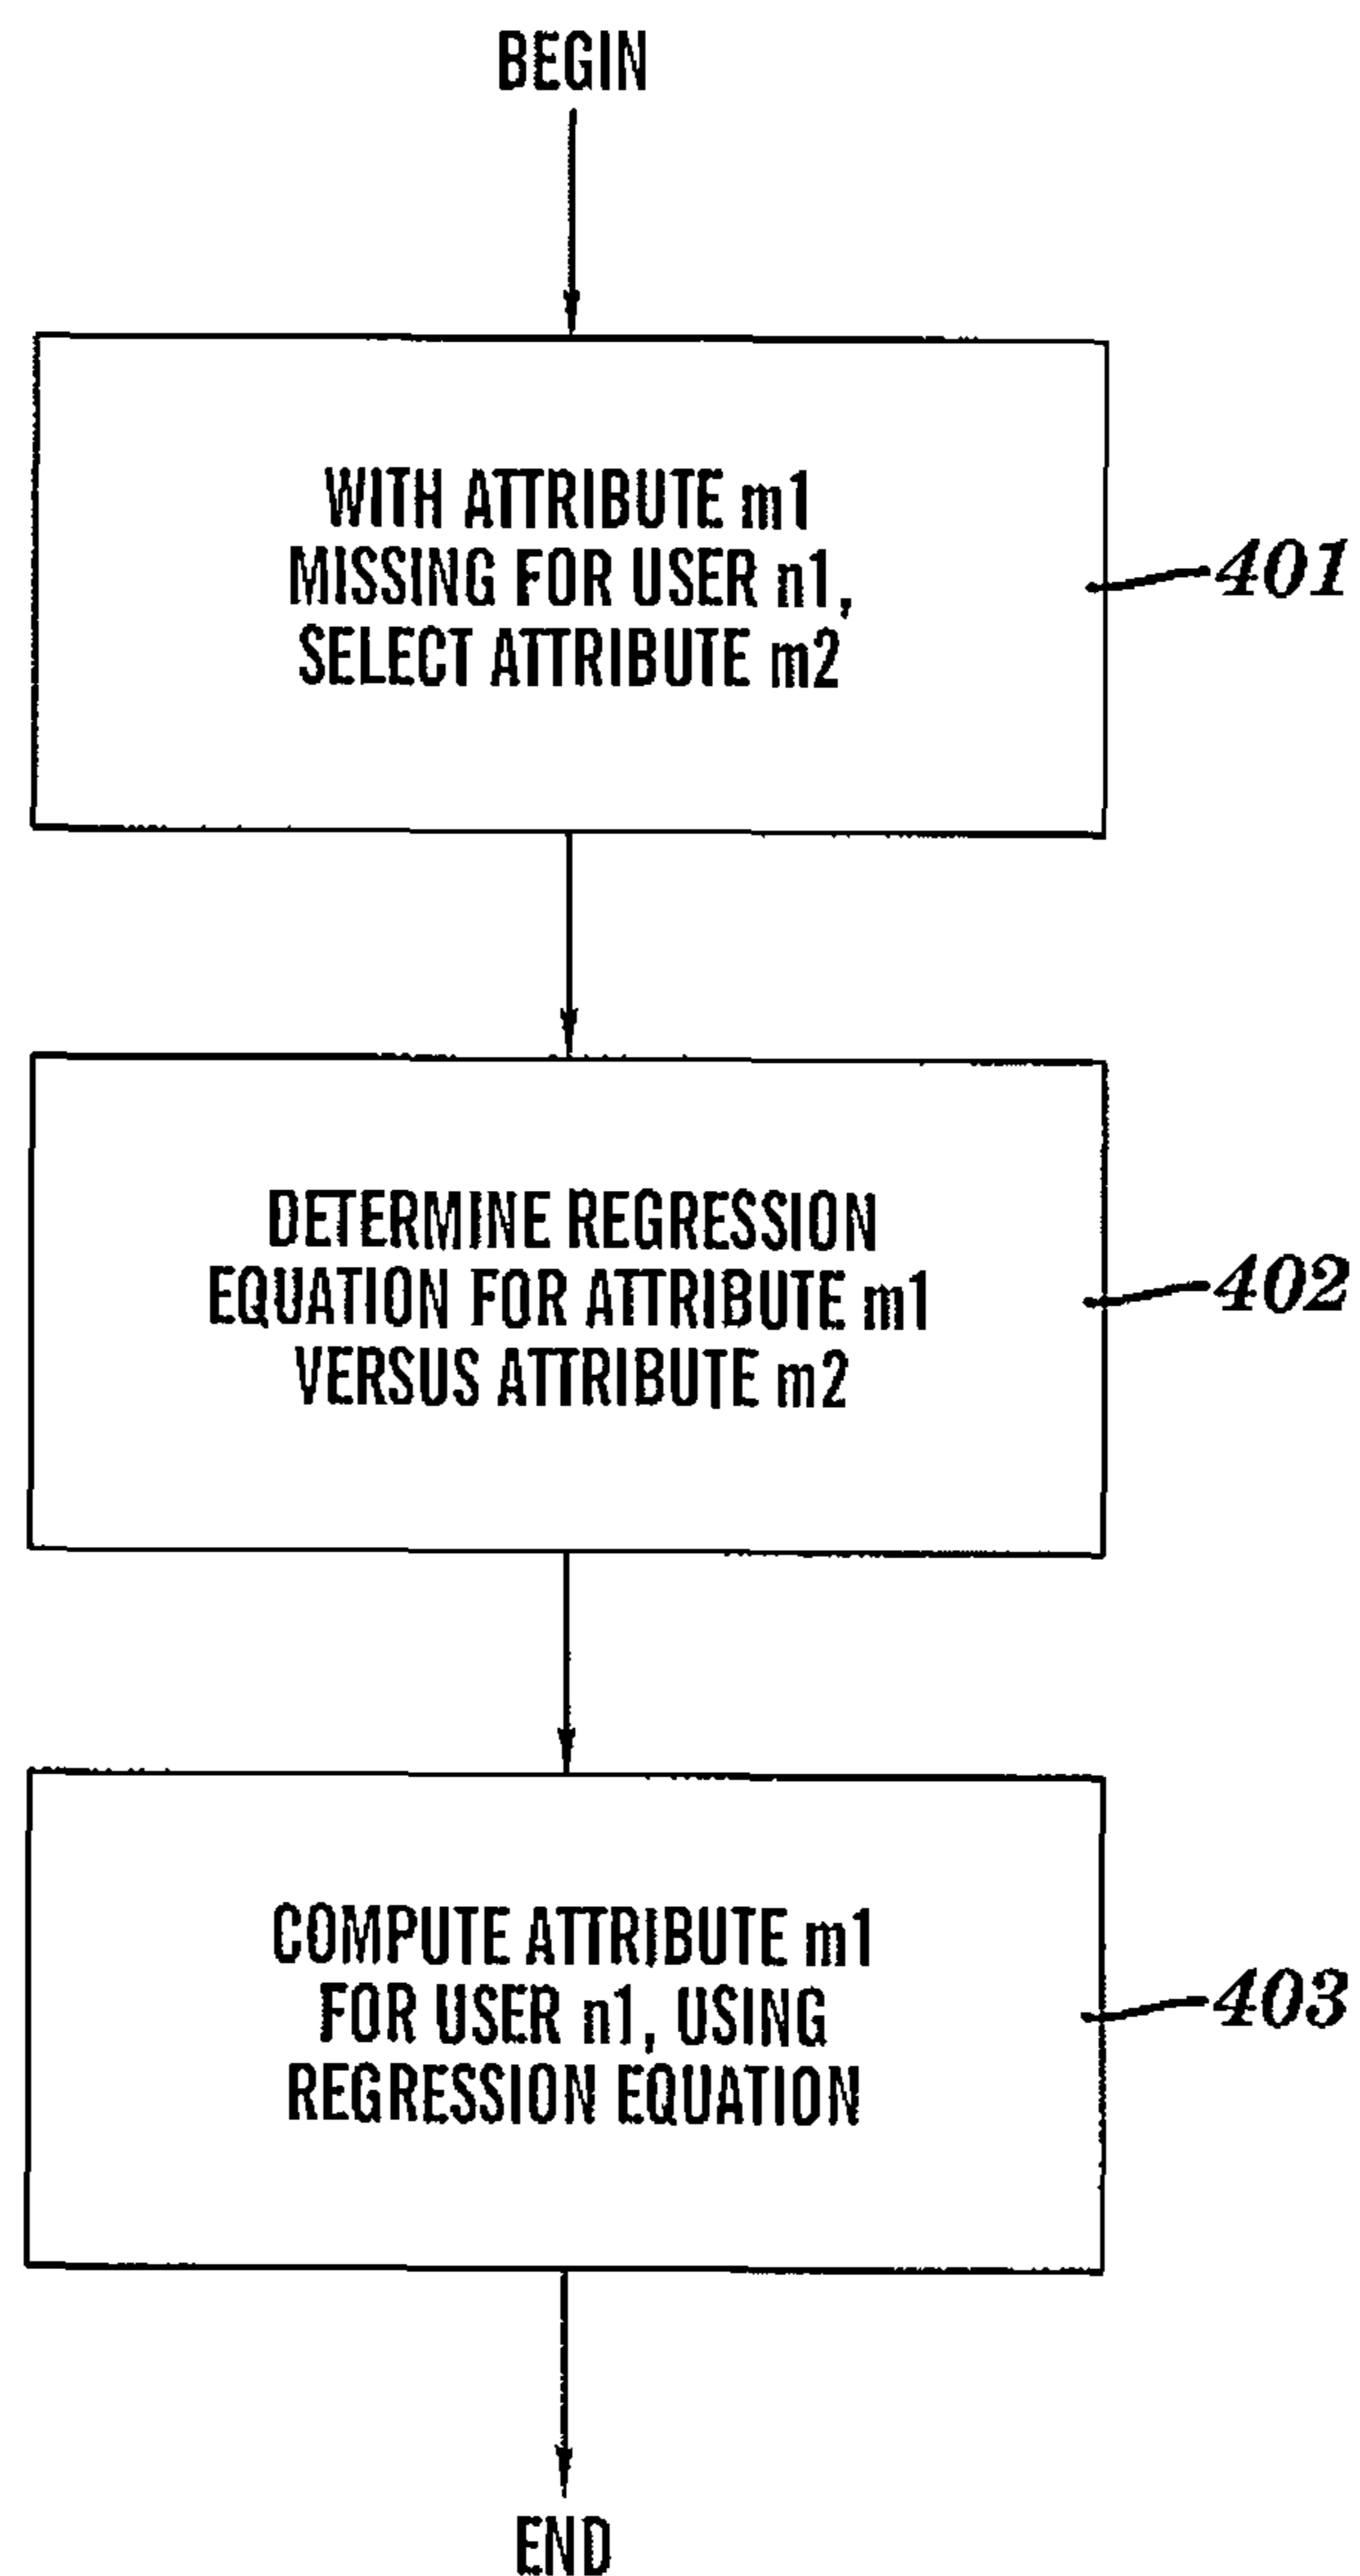 BEGIN
WITH ATTRIBUTE m1
MISSING FOR USER n1,
SELECT ATTRIBUTE m2
401
DETERMINE REGRESSION
EQUATION FOR ATTRIBUTE m1
VERSUS ATTRIBUTE m2
402
COMPUTE ATTRIBUTE m1
FOR USER n1, USING
REGRESSION EQUATION
403
END